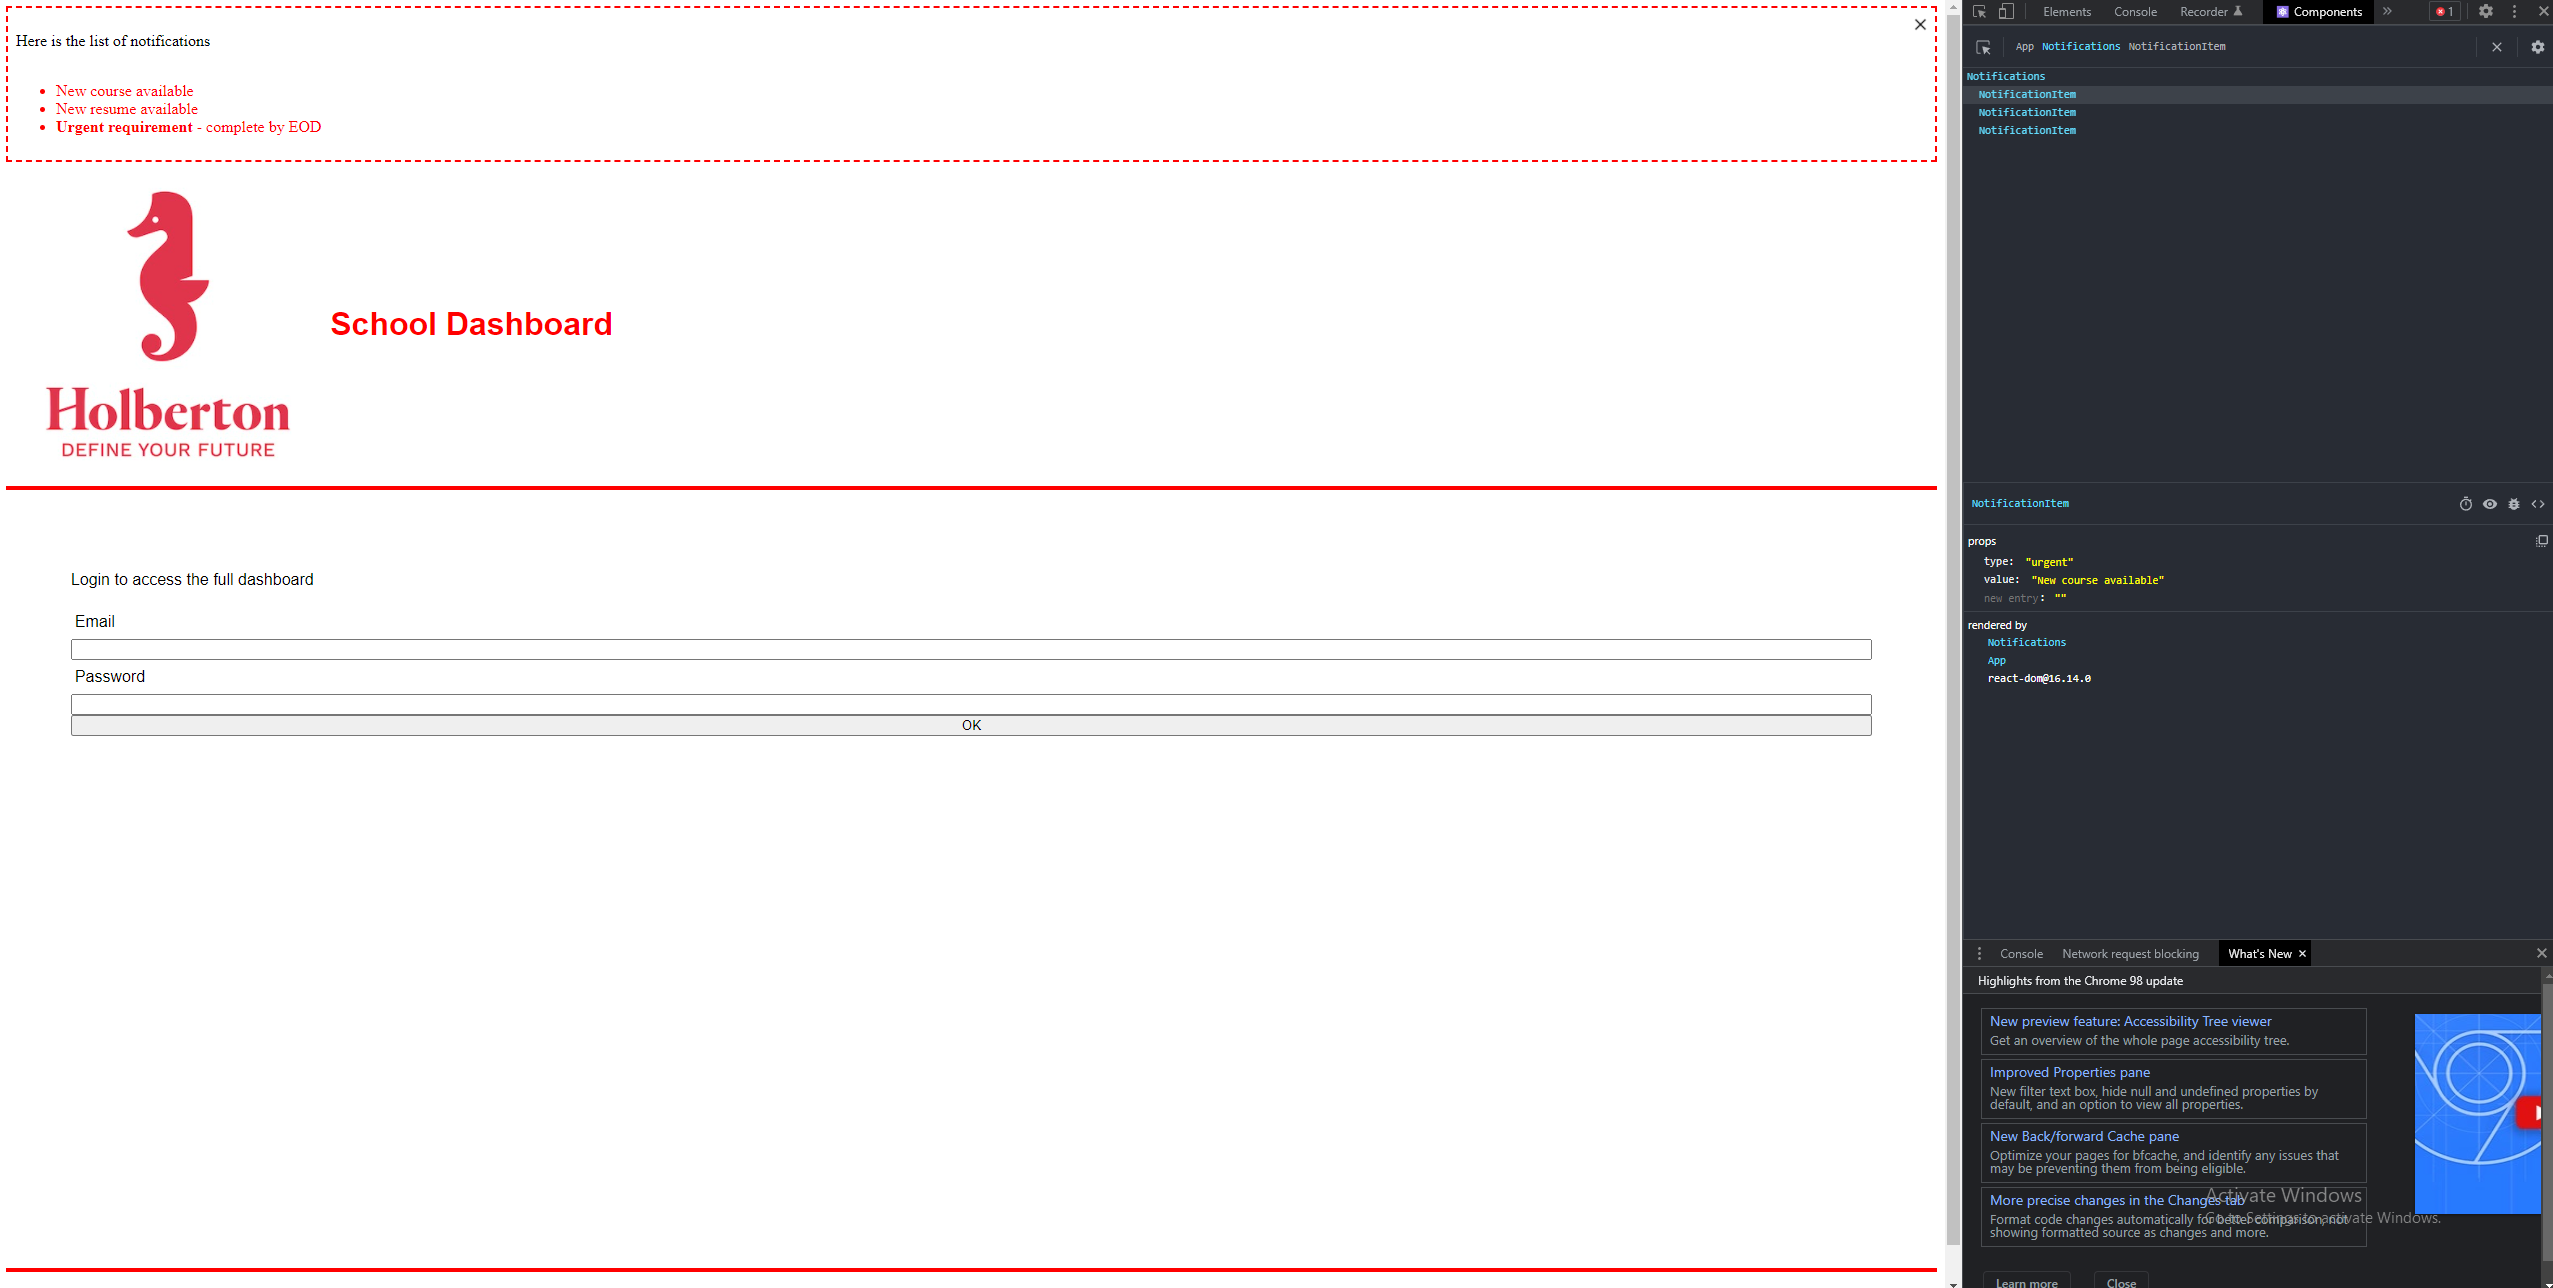 Here is the list of notifications
New course available
New resume available
Urgent requirement - complete by EOD
Holberton
DEFINE YOUR FUTURE
School Dashboard
Login to access the full dashboard
Email
Password
OK
Elements Console Recorder Components 1
App Notifications NotificationItem
Notifications
NotificationItem
NotificationItem
NotificationItem
NotificationItem
props
type: "urgent"
value: "New course available"
new entry: ""
rendered by
Notifications
App
react-dom@16.14.0
Console Network request blocking What's New
Highlights from the Chrome 98 update
New preview feature: Accessibility Tree viewer
Get an overview of the whole page accessibility tree.
Improved Properties pane
New filter text box, hide null and undefined properties by
default, and an option to view all properties.
New Back/forward Cache pane
Optimize your pages for bfcache, and identify any issues that
may be preventing them from being eligible.
More precise changes in the Changes tab
Format code changes automatically for better comparison, not
showing formatted source as changes and more.
Activate Windows
Go to Settings to activate Windows.
Learn more Close